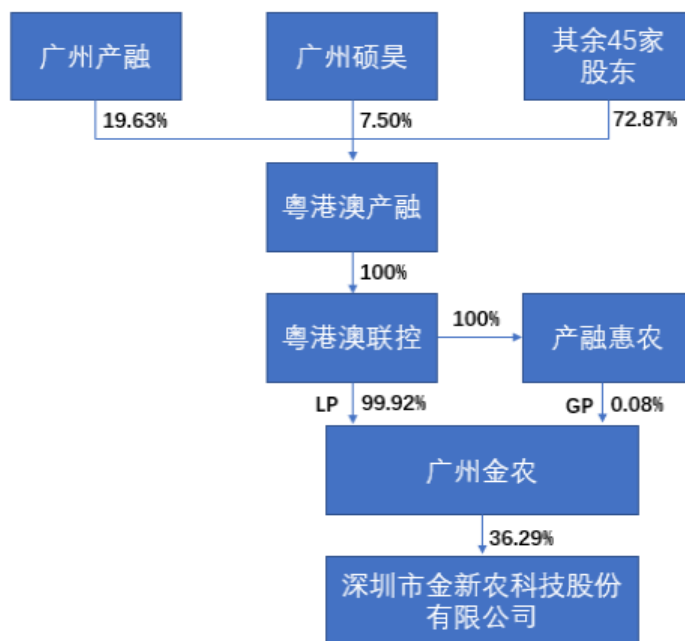 广州产融
广州硕昊
其余45家
股东
19.63%
7.50%
72.87%
粤港澳产融
100%
粤港澳联控
100%
产融惠农
LP 99.92%
GP 0.08%
广州金农
36.29%
深圳市金新农科技股份
有限公司